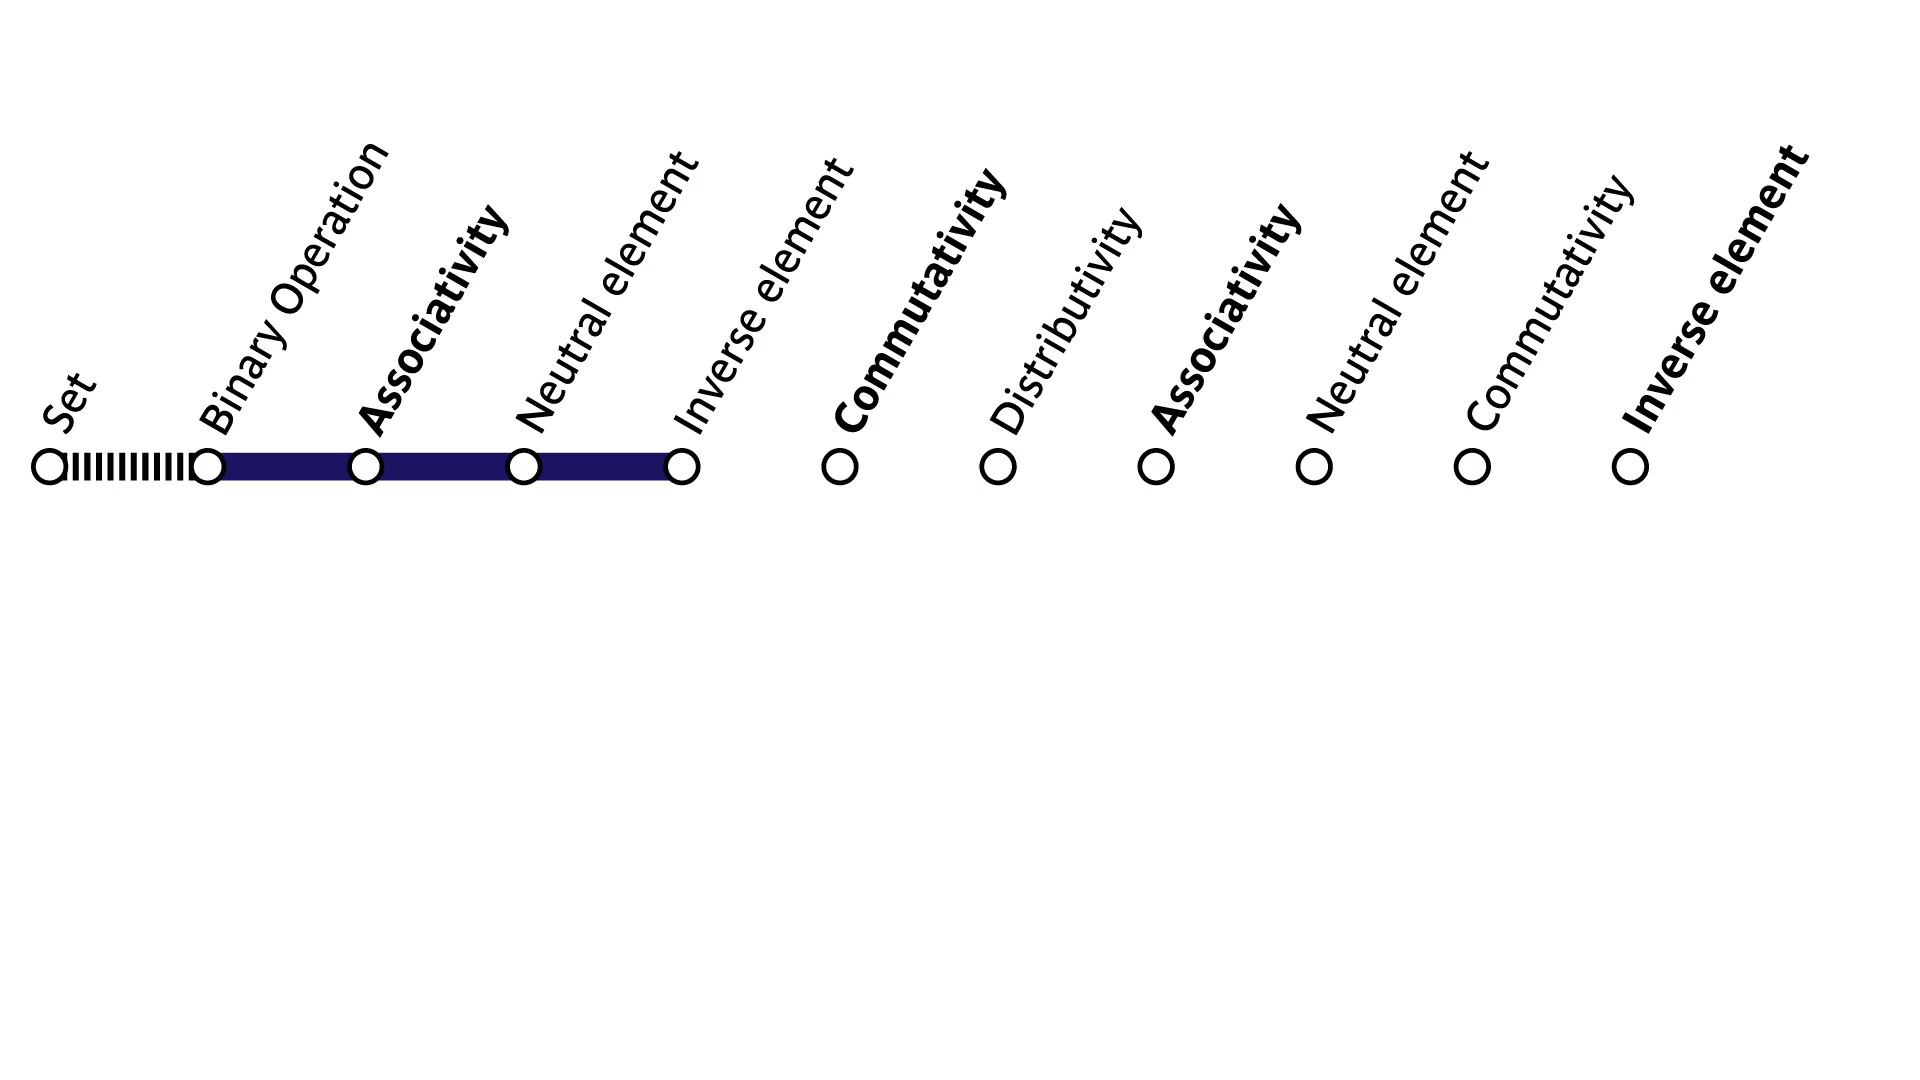 Set
Binary Operation
Associativity
Neutral element
Inverse element
Commutativity
Distributivity
Associativity
Neutral element
Commutativity
Inverse element